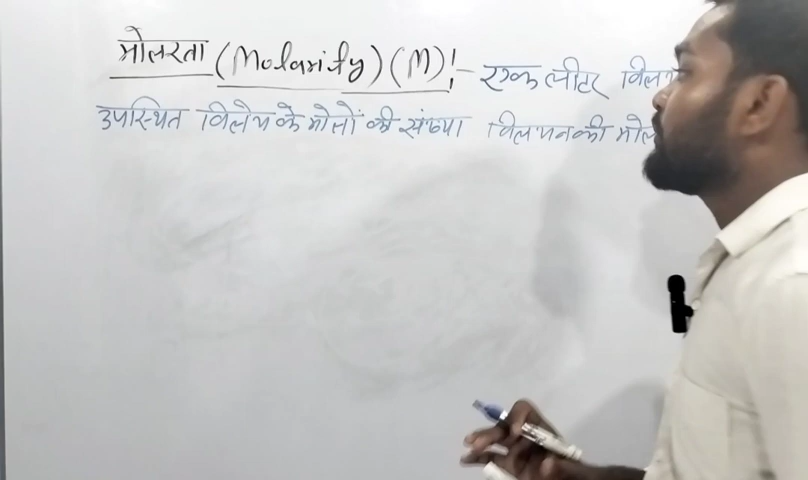 मोलरता (Molarity) (M)!- एक लीटर विलय
उपस्थित विलेय के मोलों की संख्या विलयन की मोल